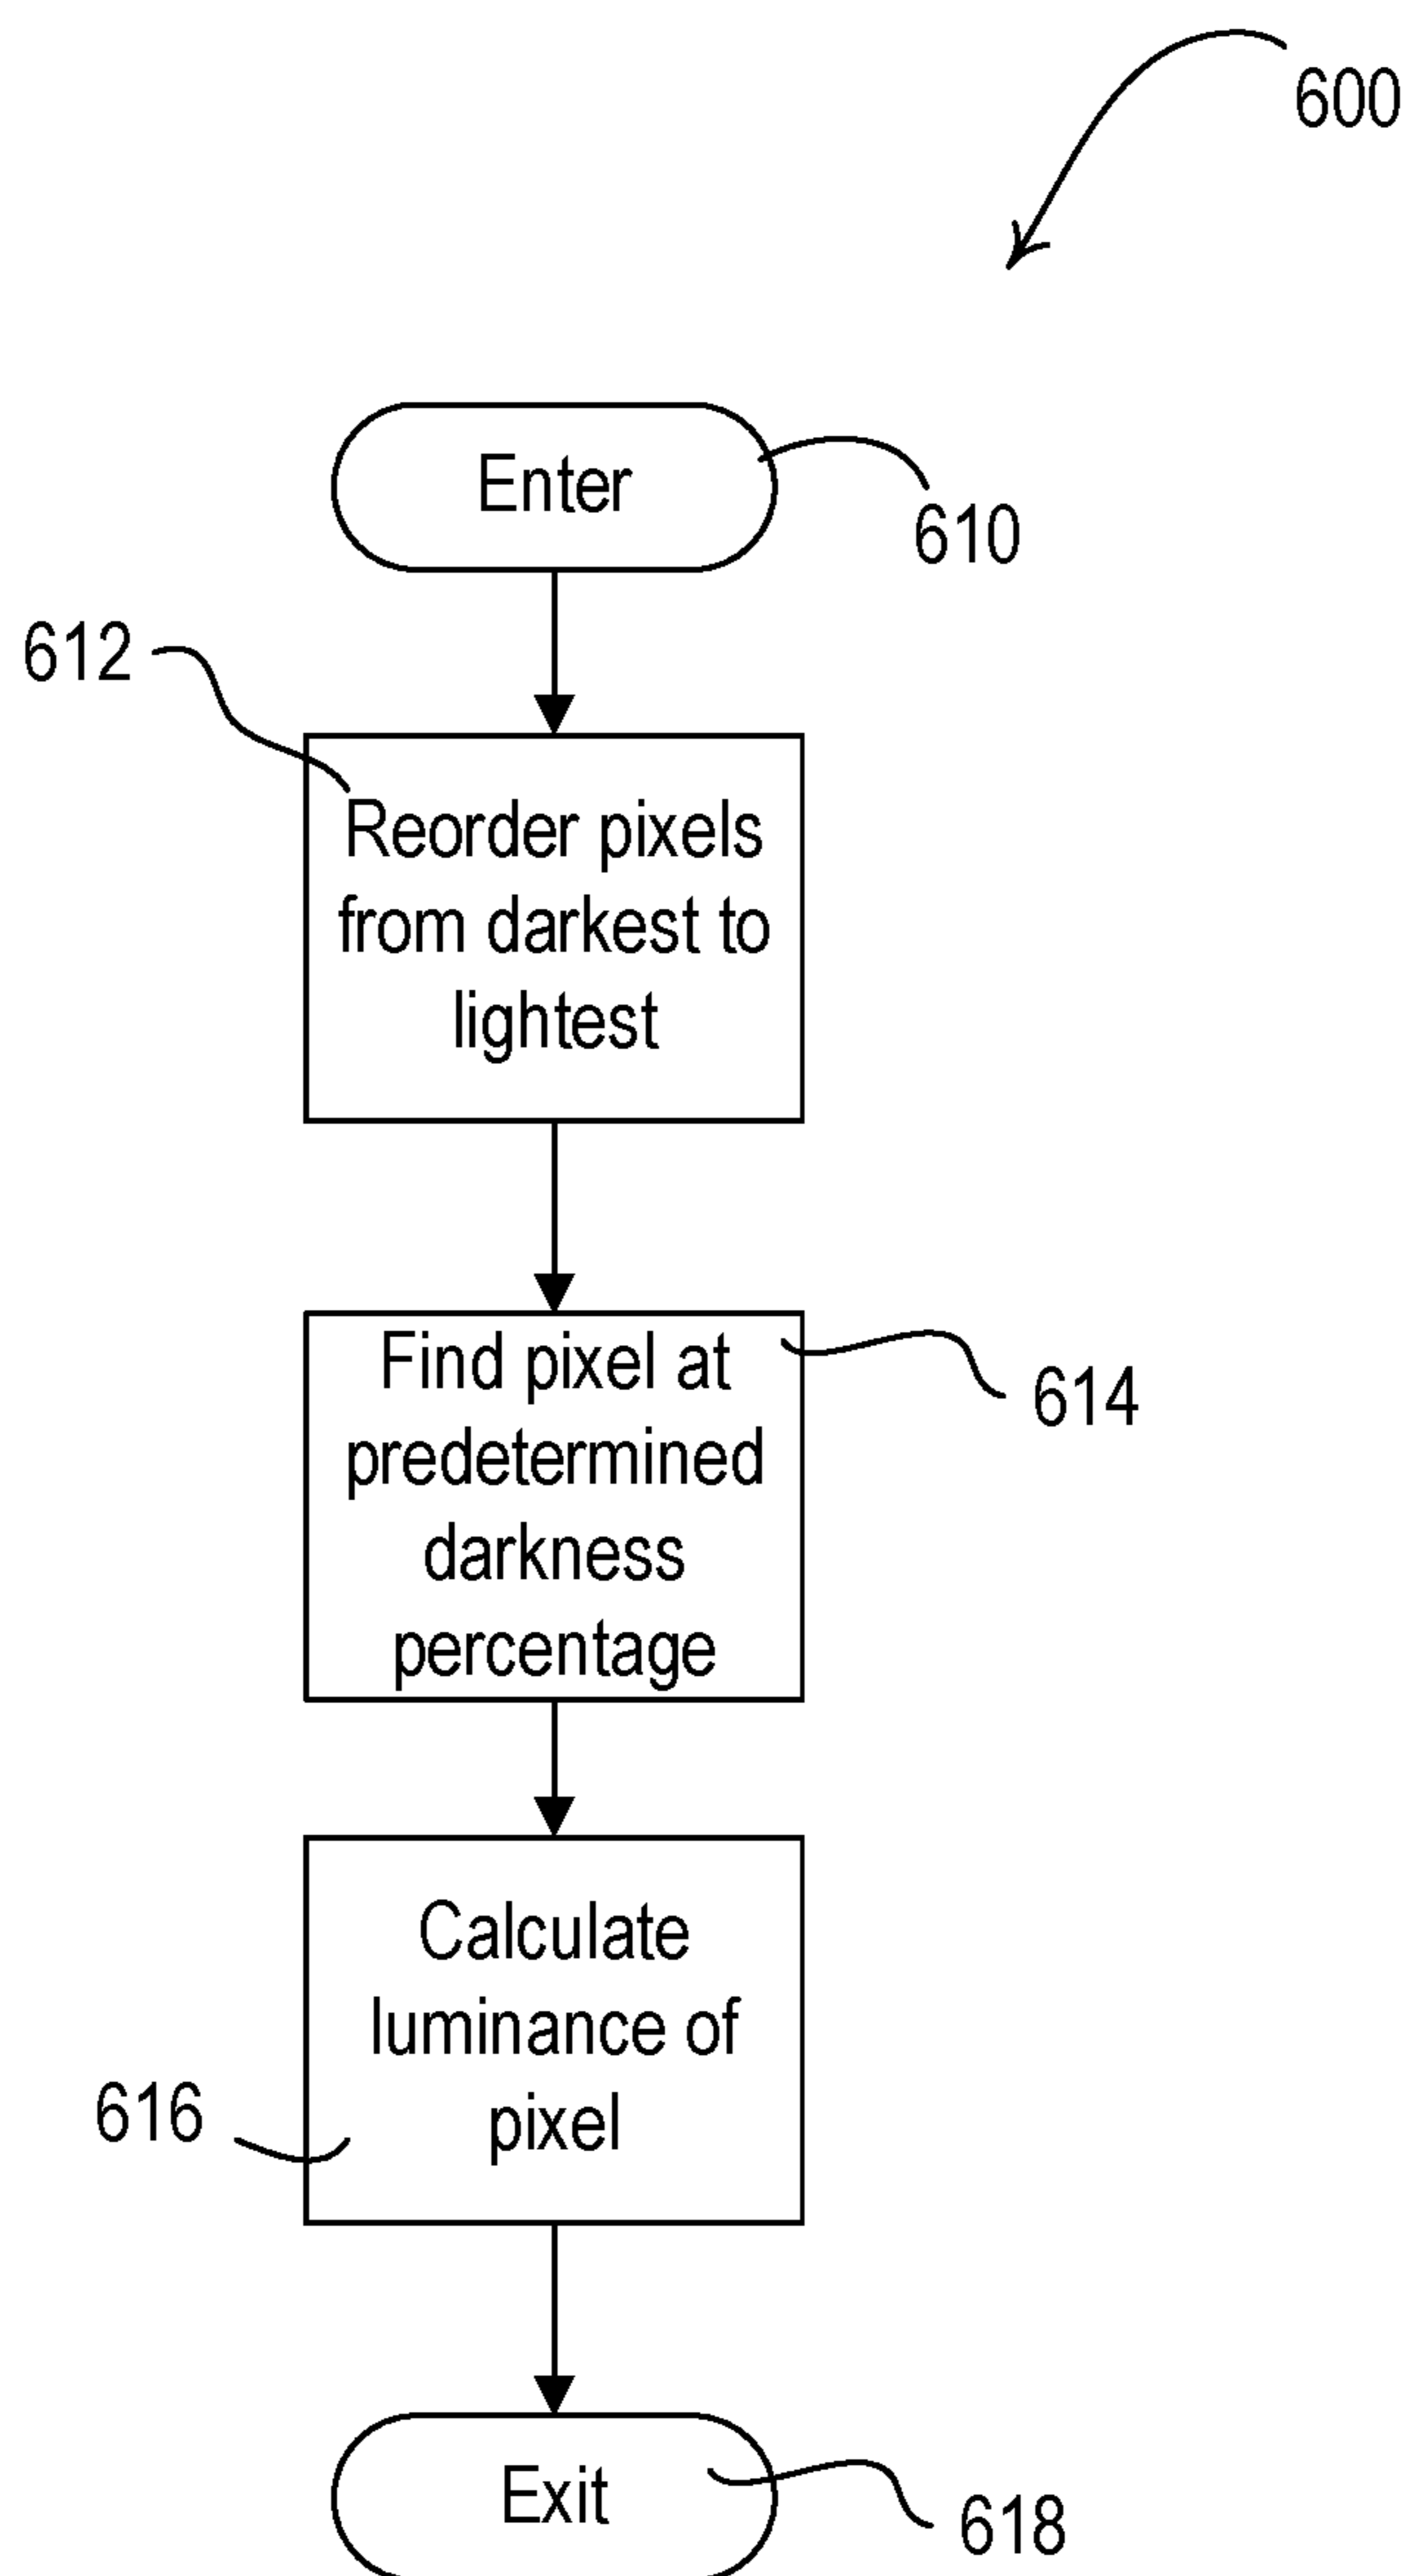 600
Enter
610
612
Reorder pixels
from darkest to
lightest
Find pixel at
predetermined
darkness
percentage
614
Calculate
luminance of
pixel
616
Exit
618